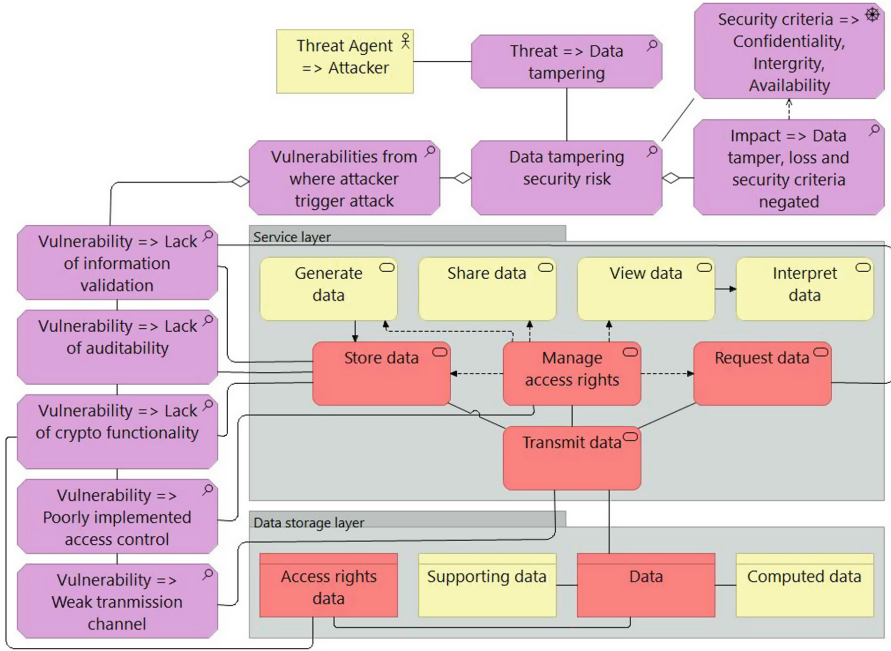 Threat Agent
=> Attacker
Threat => Data
tampering
Security criteria =>
Confidentiality,
Intergrity,
Availability
Vulnerabilities from
where attacker
trigger attack
Data tampering
security risk
Impact => Data
tamper, loss and
security criteria
negated
Vulnerability => Lack
of information
validation
Vulnerability => Lack
of auditability
Vulnerability => Lack
of crypto functionality
Vulnerability =>
Poorly implemented
access control
Vulnerability =>
Weak tranmission
channel
Service layer
Generate
data
Share data
View data
Interpret
data
Store data
Manage
access rights
Request data
Transmit data
Data storage layer
Access rights
data
Supporting data
Data
Computed data